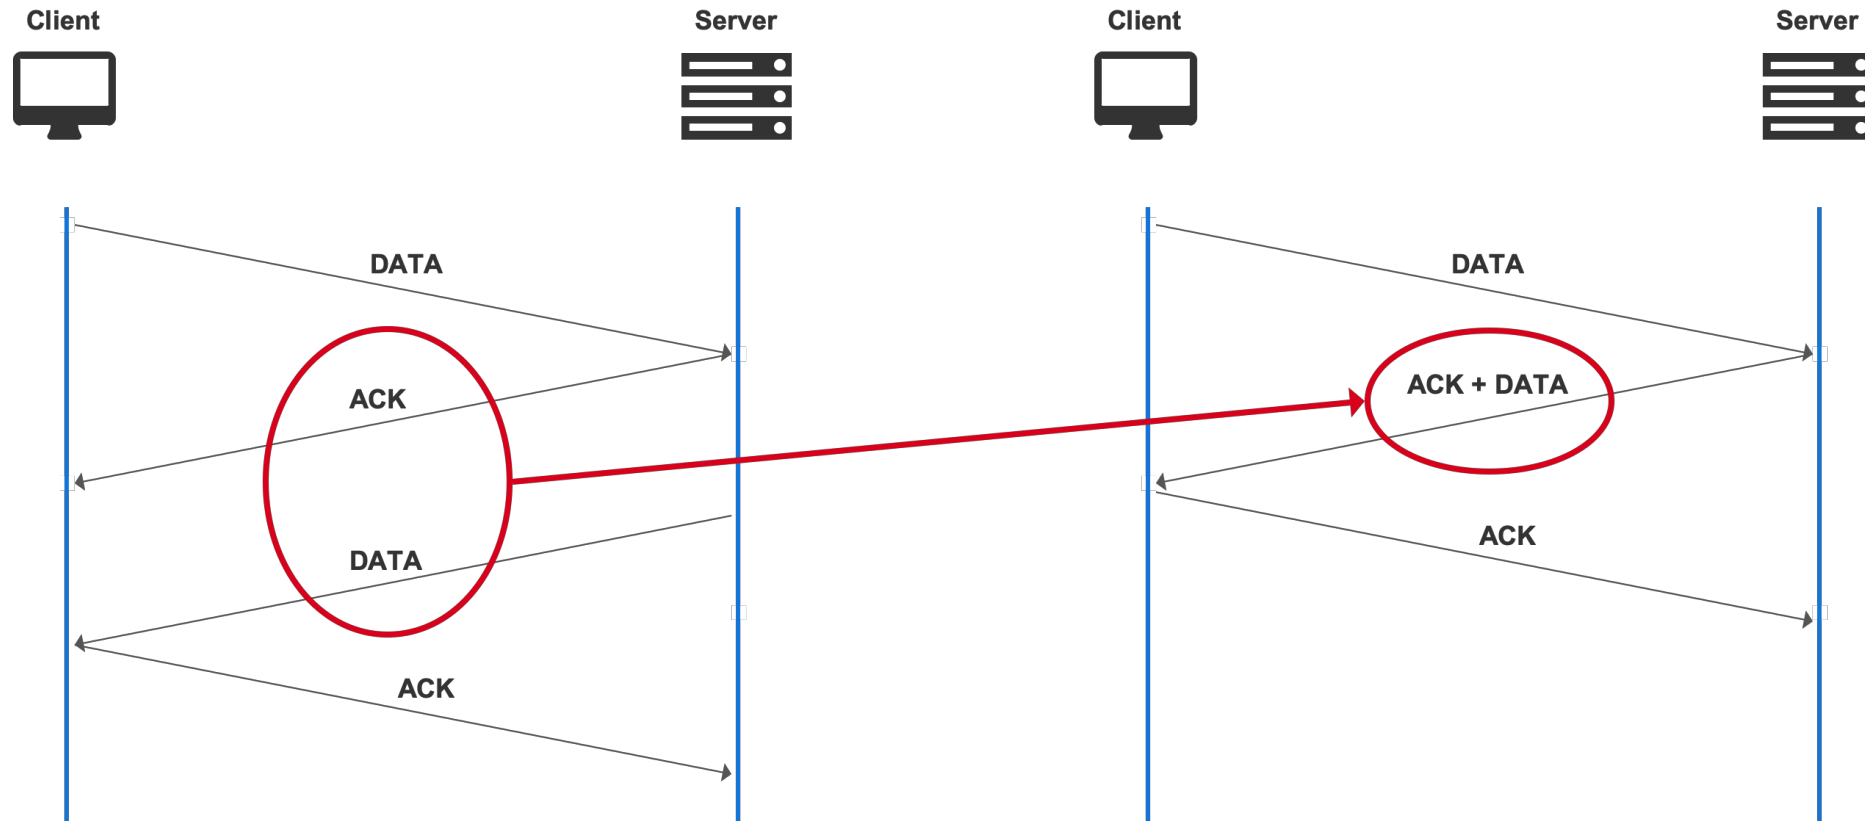 Client
Server
Client
Server
DATA
DATA
ACK
ACK + DATA
DATA
ACK
ACK